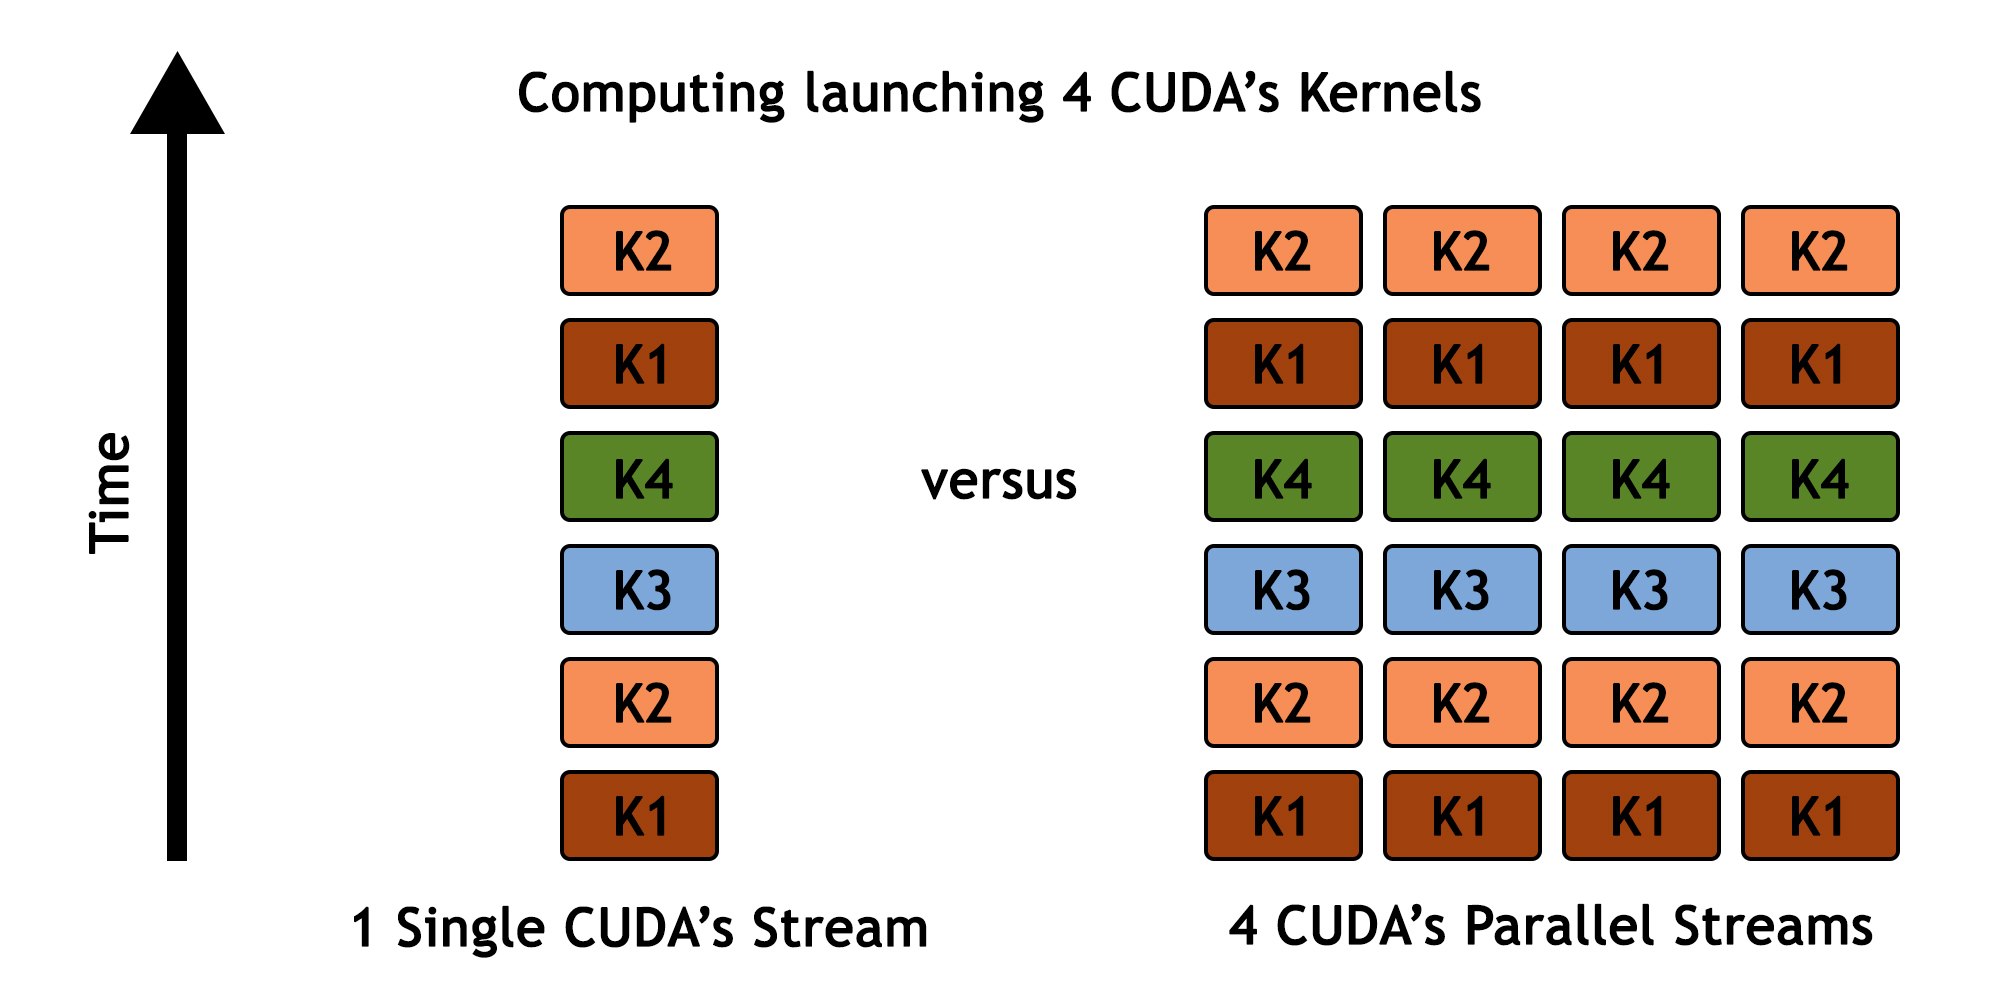 Computing launching 4 CUDA’s Kernels
Time
K2
K1
K4
K3
K2
K1
versus
K2 K2 K2 K2
K1 K1 K1 K1
K4 K4 K4 K4
K3 K3 K3 K3
K2 K2 K2 K2
K1 K1 K1 K1
1 Single CUDA’s Stream
4 CUDA’s Parallel Streams